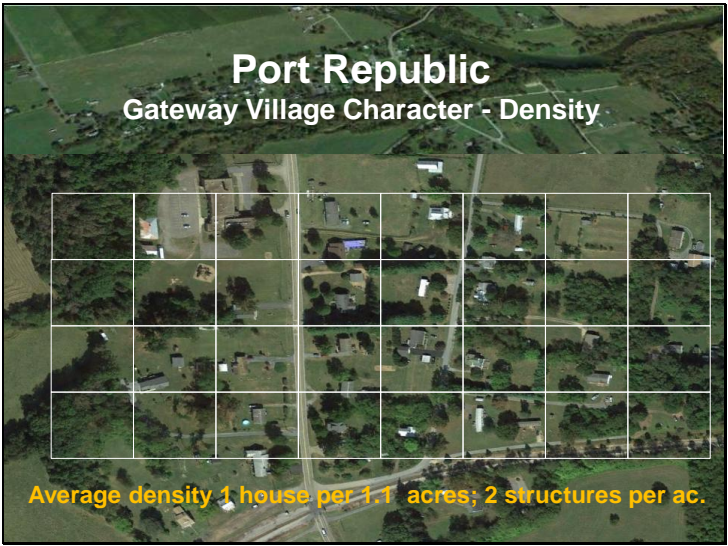 Port Republic
Gateway Village Character - Density
Average density 1 house per 1.1 acres; 2 structures per ac.